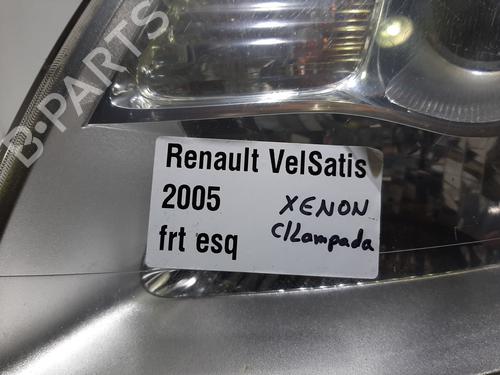 B-PARTS
Renault VelSatis
2005
XENON
frt esq
C/Lampada